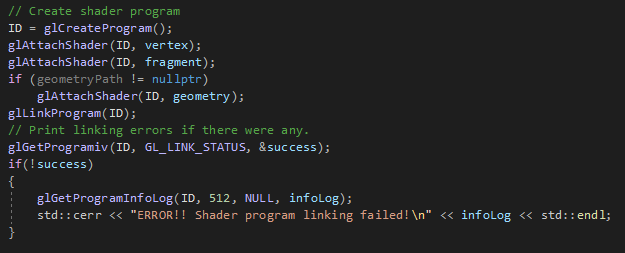 // Create shader program
ID = glCreateProgram();
glAttachShader(ID, vertex);
glAttachShader(ID, fragment);
if (geometryPath != nullptr)
    glAttachShader(ID, geometry);
glLinkProgram(ID);
// Print linking errors if there were any.
glGetProgramiv(ID, GL_LINK_STATUS, &success);
if(!success)
{
    glGetProgramInfoLog(ID, 512, NULL, infoLog);
    std::cerr << "ERROR!! Shader program linking failed!\n" << infoLog << std::endl;
}